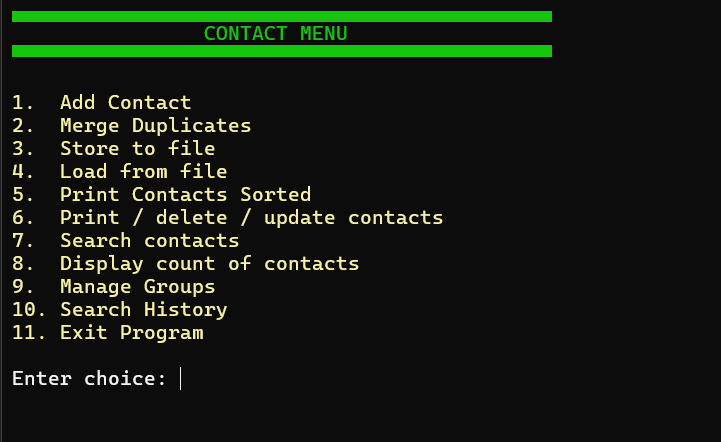 CONTACT MENU
1.  Add Contact
2.  Merge Duplicates
3.  Store to file
4.  Load from file
5.  Print Contacts Sorted
6.  Print / delete / update contacts
7.  Search contacts
8.  Display count of contacts
9.  Manage Groups
10. Search History
11. Exit Program
Enter choice: